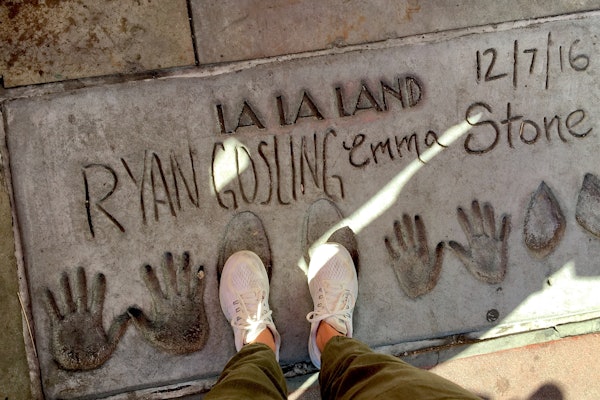 12/7/16
LA LA LAND
RYAN GOSLING emma Stone